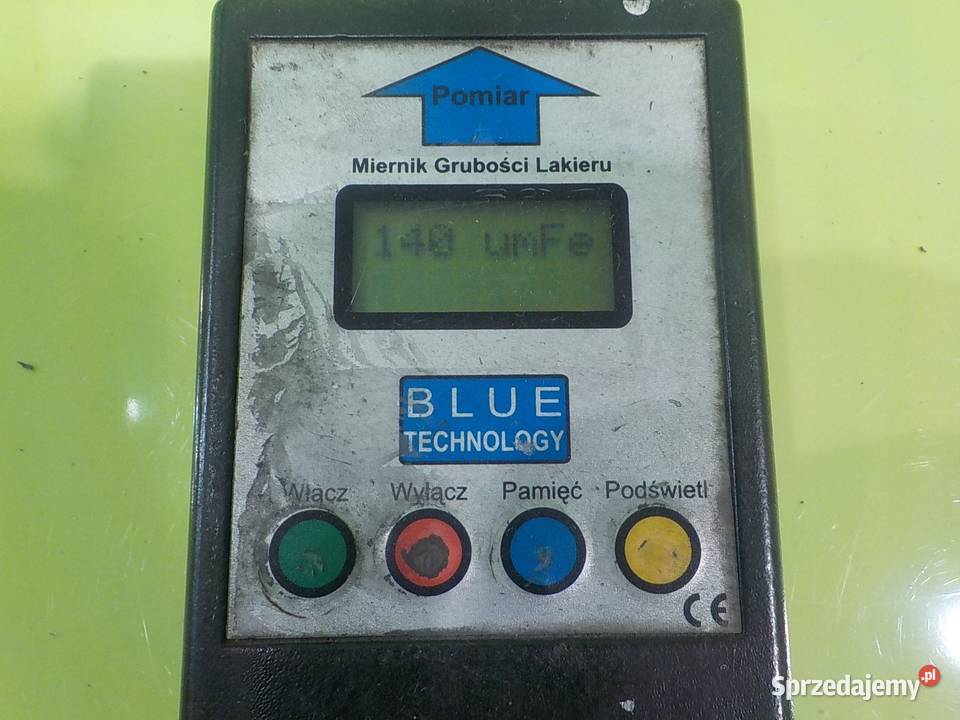 Pomiar
Miernik Grubości Lakieru
140 umFe
BLUE
TECHNOLOGY
Włącz Wyłącz Pamięć Podświetl
CE
Sprzedajemy.pl